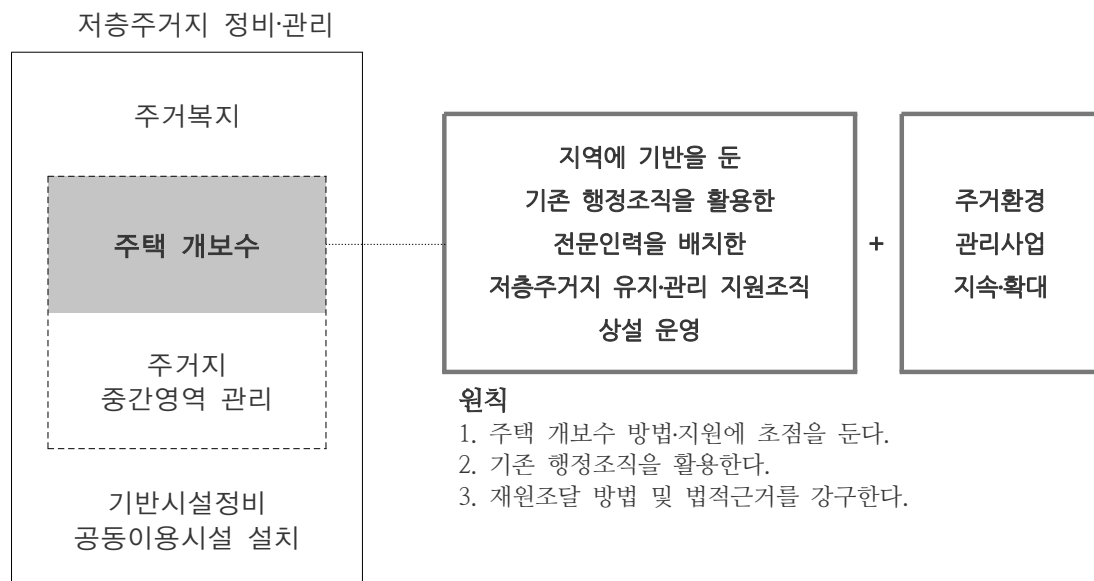 저층주거지 정비·관리
주거복지
주택 개보수
주거지
중간영역 관리
기반시설정비
공동이용시설 설치
지역에 기반을 둔
기존 행정조직을 활용한
전문인력을 배치한
저층주거지 유지·관리 지원조직
상설 운영
+
주거환경
관리사업
지속·확대
원칙
1. 주택 개보수 방법·지원에 초점을 둔다.
2. 기존 행정조직을 활용한다.
3. 재원조달 방법 및 법적근거를 강구한다.